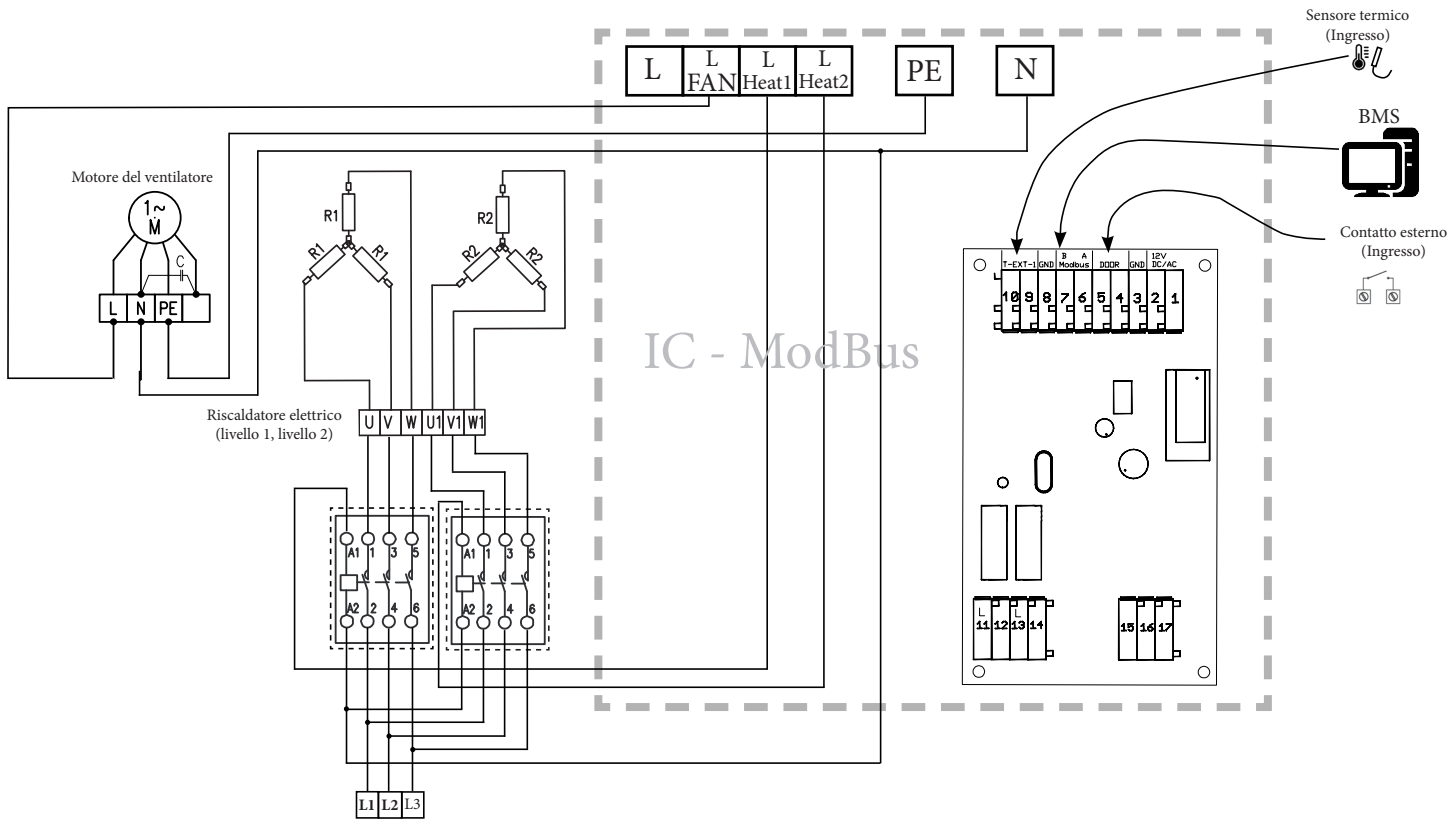 Sensore termico
(Ingresso)
L
L
FAN
L
Heat1
L
Heat2
PE
N
BMS
Motore del ventilatore
1~
M
C
L N PE
R1
R1
R1
R2
R2
R2
Contatto esterno
(Ingresso)
B A 12V
T-EXT-1 GND Modbus DOOR GND DC/AC
L
10 9 8 7 6 5 4 3 2 1
IC - ModBus
Riscaldatore elettrico
(livello 1, livello 2)
U V W U1 V1 W1
A1 1 3 5
A2 2 4 6
A1 1 3 5
A2 2 4 6
L L
11 12 13 14
15 16 17
L1 L2 L3